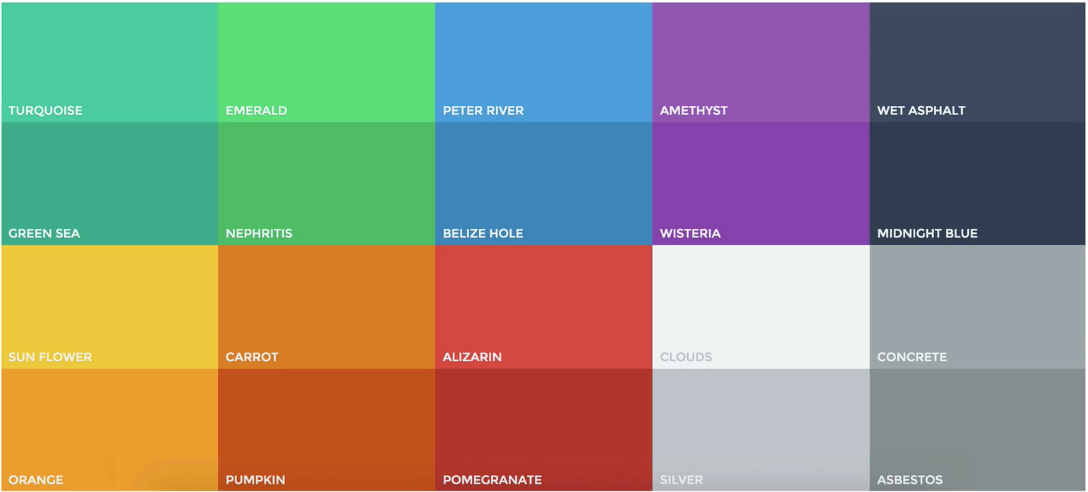 TURQUOISE
EMERALD
PETER RIVER
AMETHYST
WET ASPHALT
GREEN SEA
NEPHRITIS
BELIZE HOLE
WISTERIA
MIDNIGHT BLUE
SUN FLOWER
CARROT
ALIZARIN
CLOUDS
CONCRETE
ORANGE
PUMPKIN
POMEGRANATE
SILVER
ASBESTOS